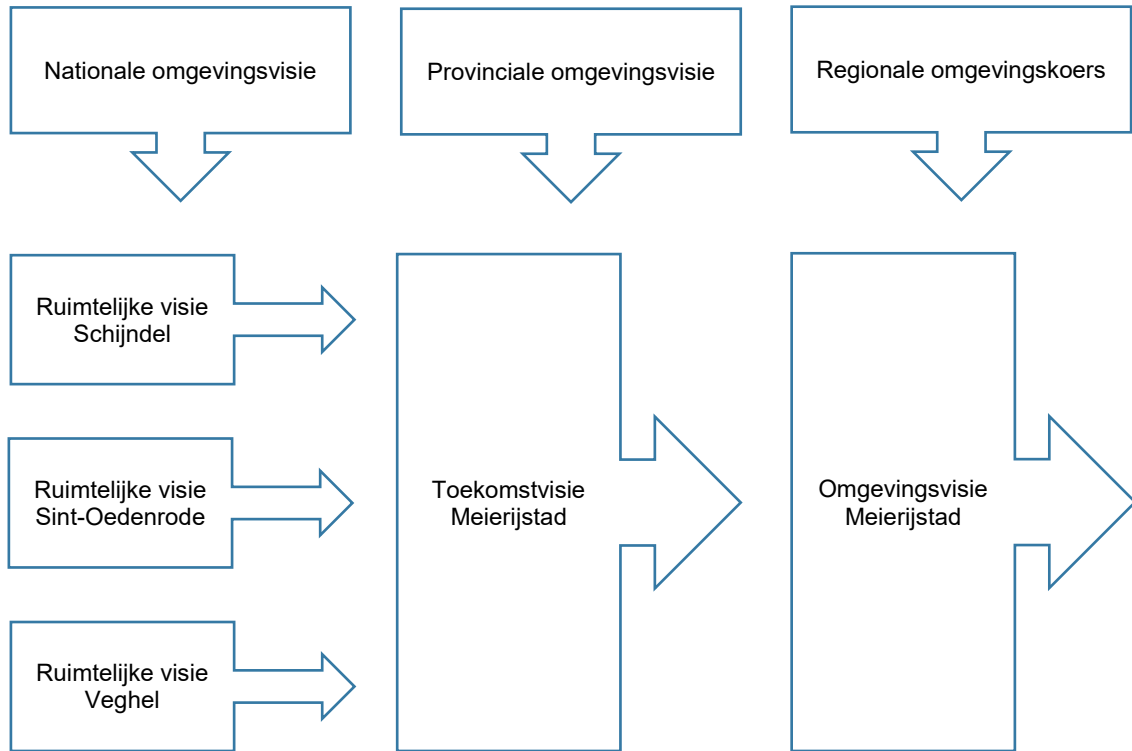 Nationale omgevingsvisie
Provinciale omgevingsvisie
Regionale omgevingskoers
Ruimtelijke visie
Schijndel
Ruimtelijke visie
Sint-Oedenrode
Ruimtelijke visie
Veghel
Toekomstvisie
Meierijstad
Omgevingsvisie
Meierijstad